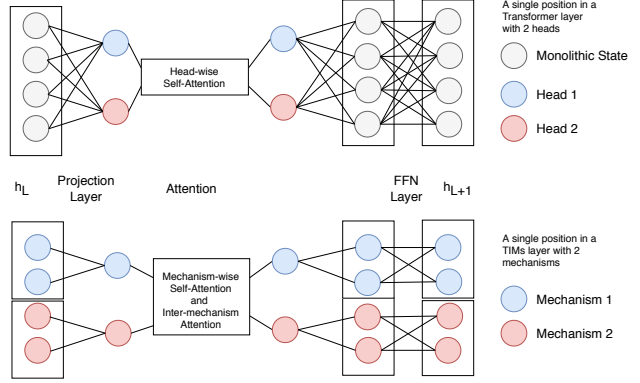 A single position in a
Transformer layer
with 2 heads
Monolithic State
Head-wise
Self-Attention
Head 1
Head 2
hL
Projection
Layer
Attention
FFN
Layer
hL+1
A single position in a
TIMs layer with 2
mechanisms
Mechanism-wise
Self-Attention
and
Inter-mechanism
Attention
Mechanism 1
Mechanism 2